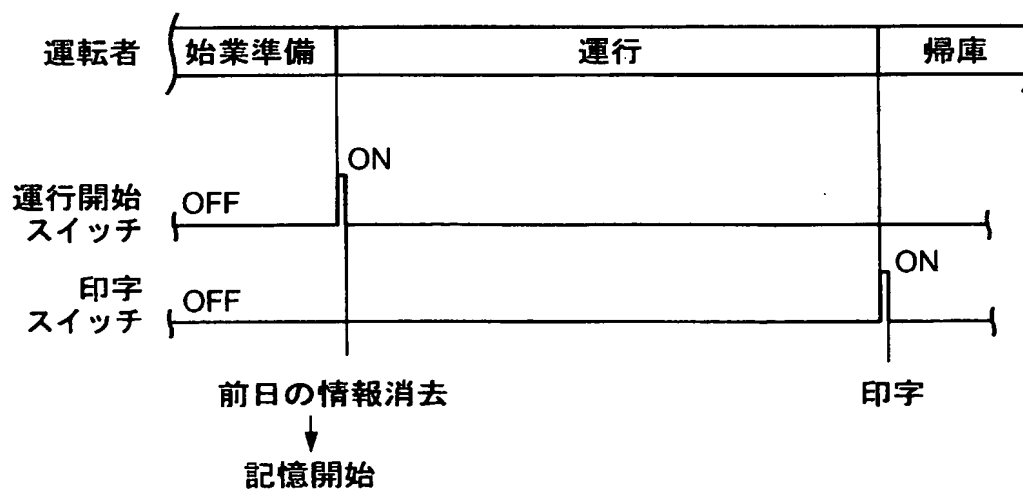 運転者 始業準備 運行 帰庫
ON
運行開始
スイッチ
OFF
ON
印字
スイッチ
OFF
前日の情報消去
印字
記憶開始